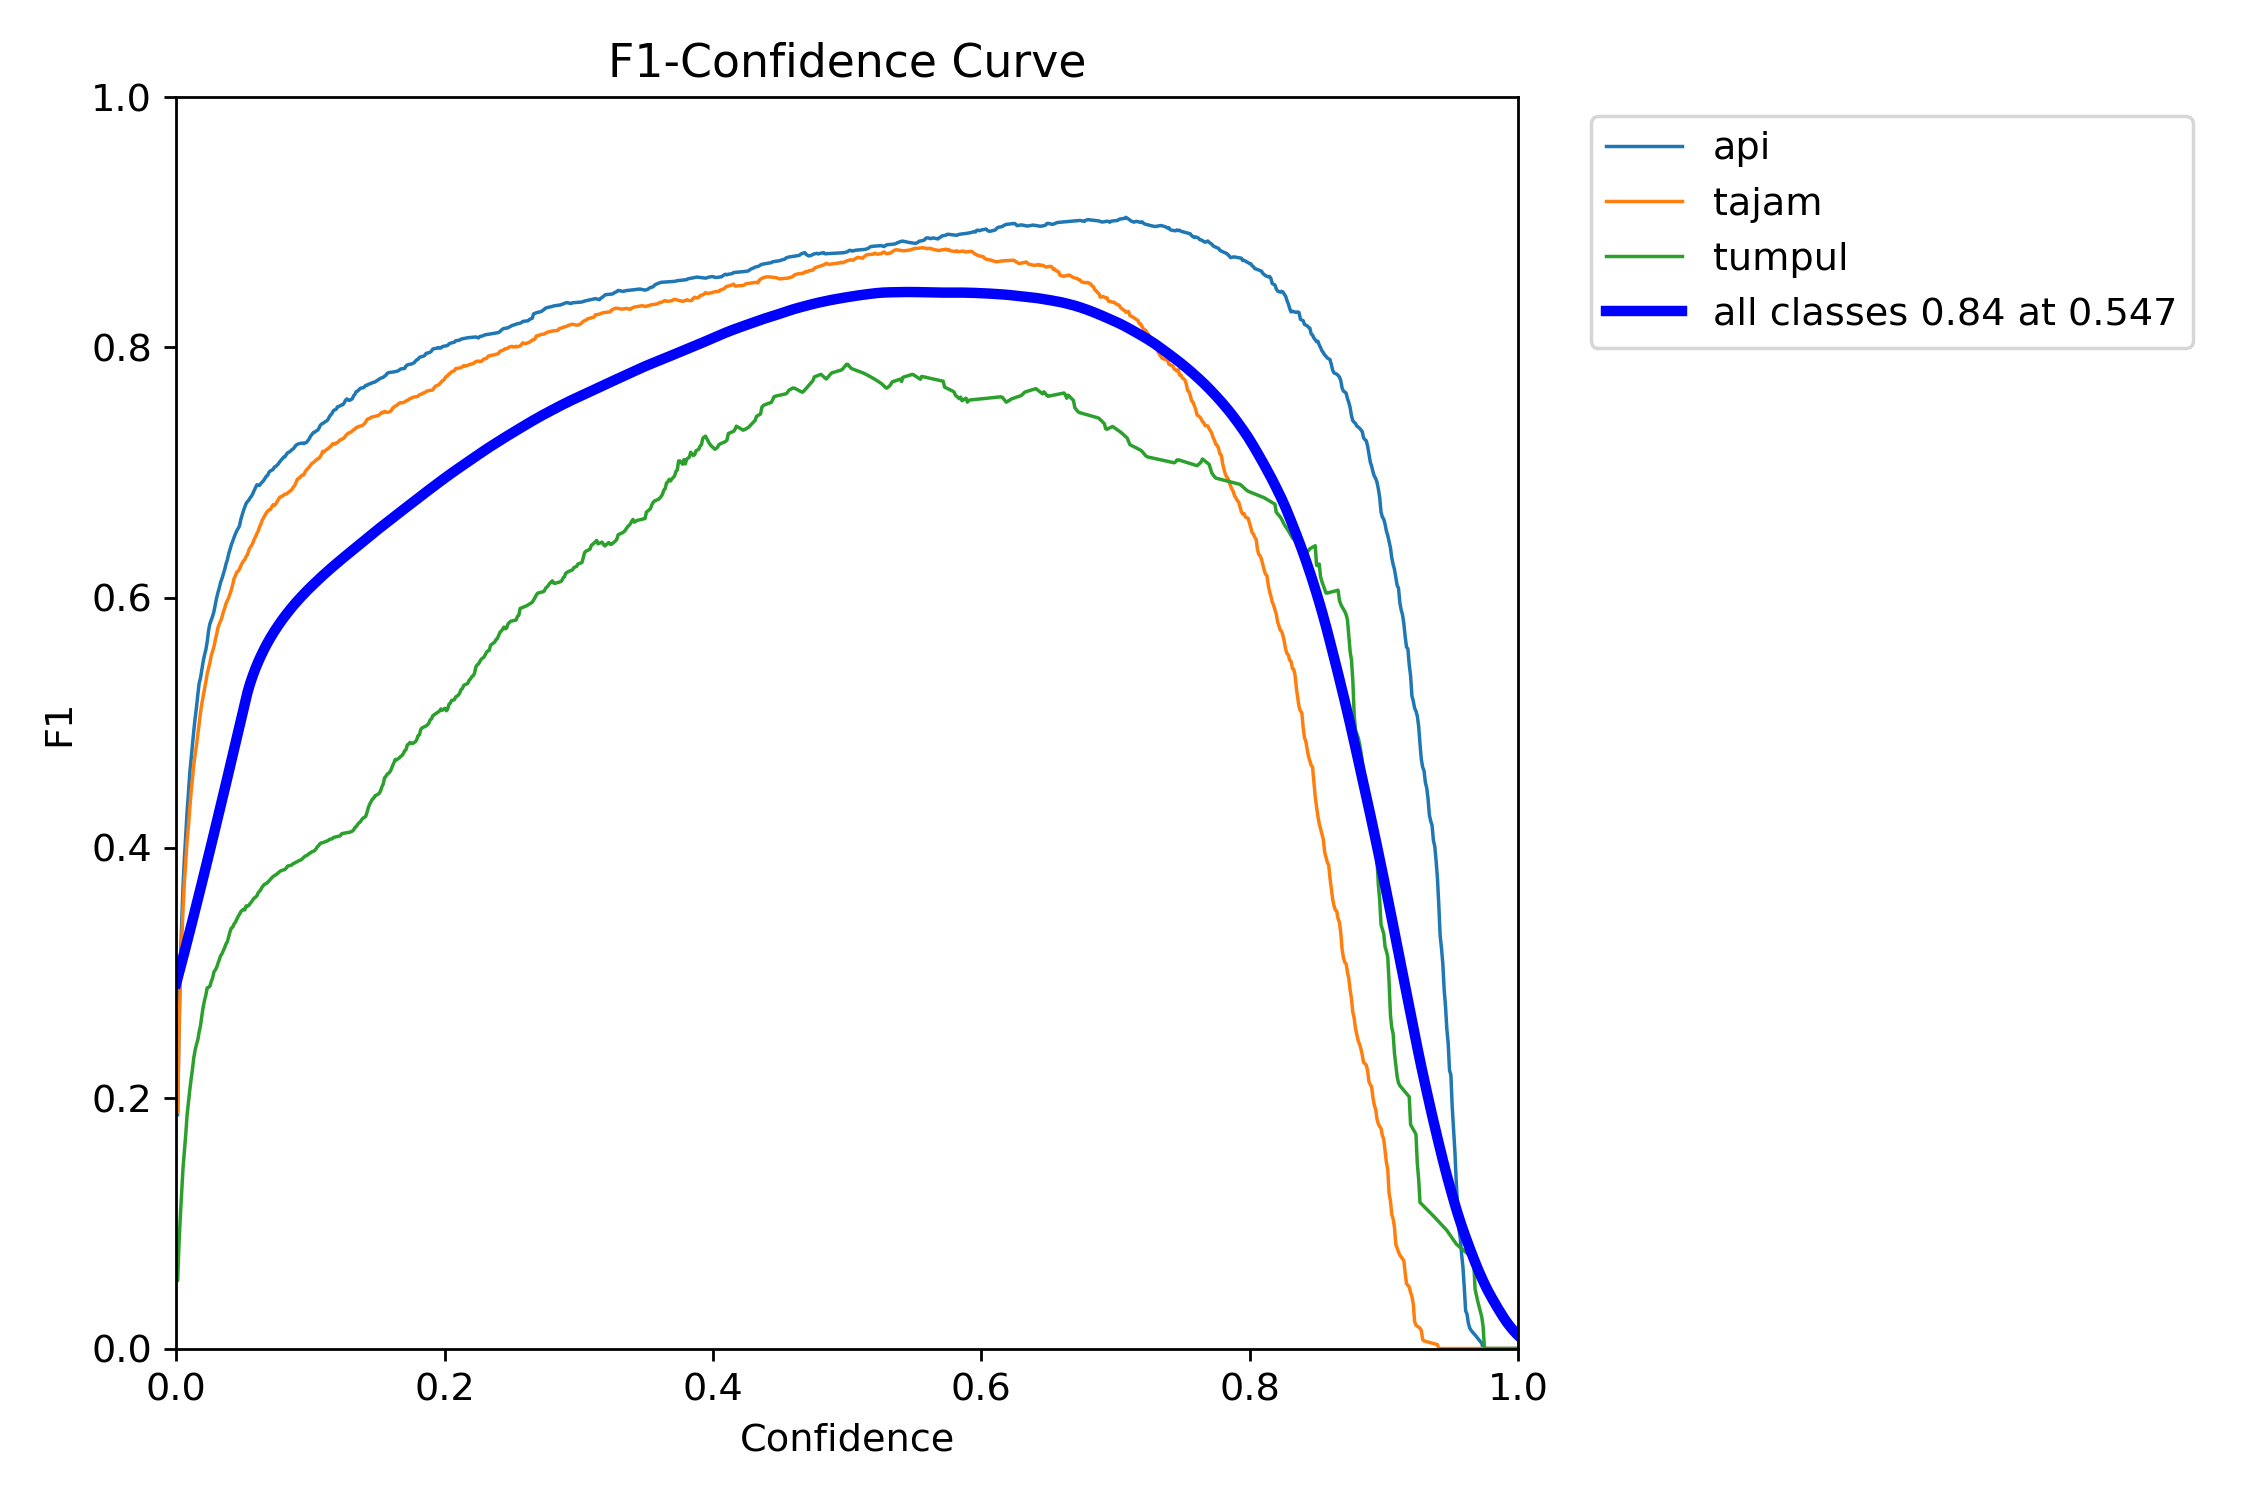 F1-Confidence Curve
1.0
0.8
0.6
0.4
0.2
0.0
F1
0.0 0.2 0.4 0.6 0.8 1.0
Confidence
api
tajam
tumpul
all classes 0.84 at 0.547